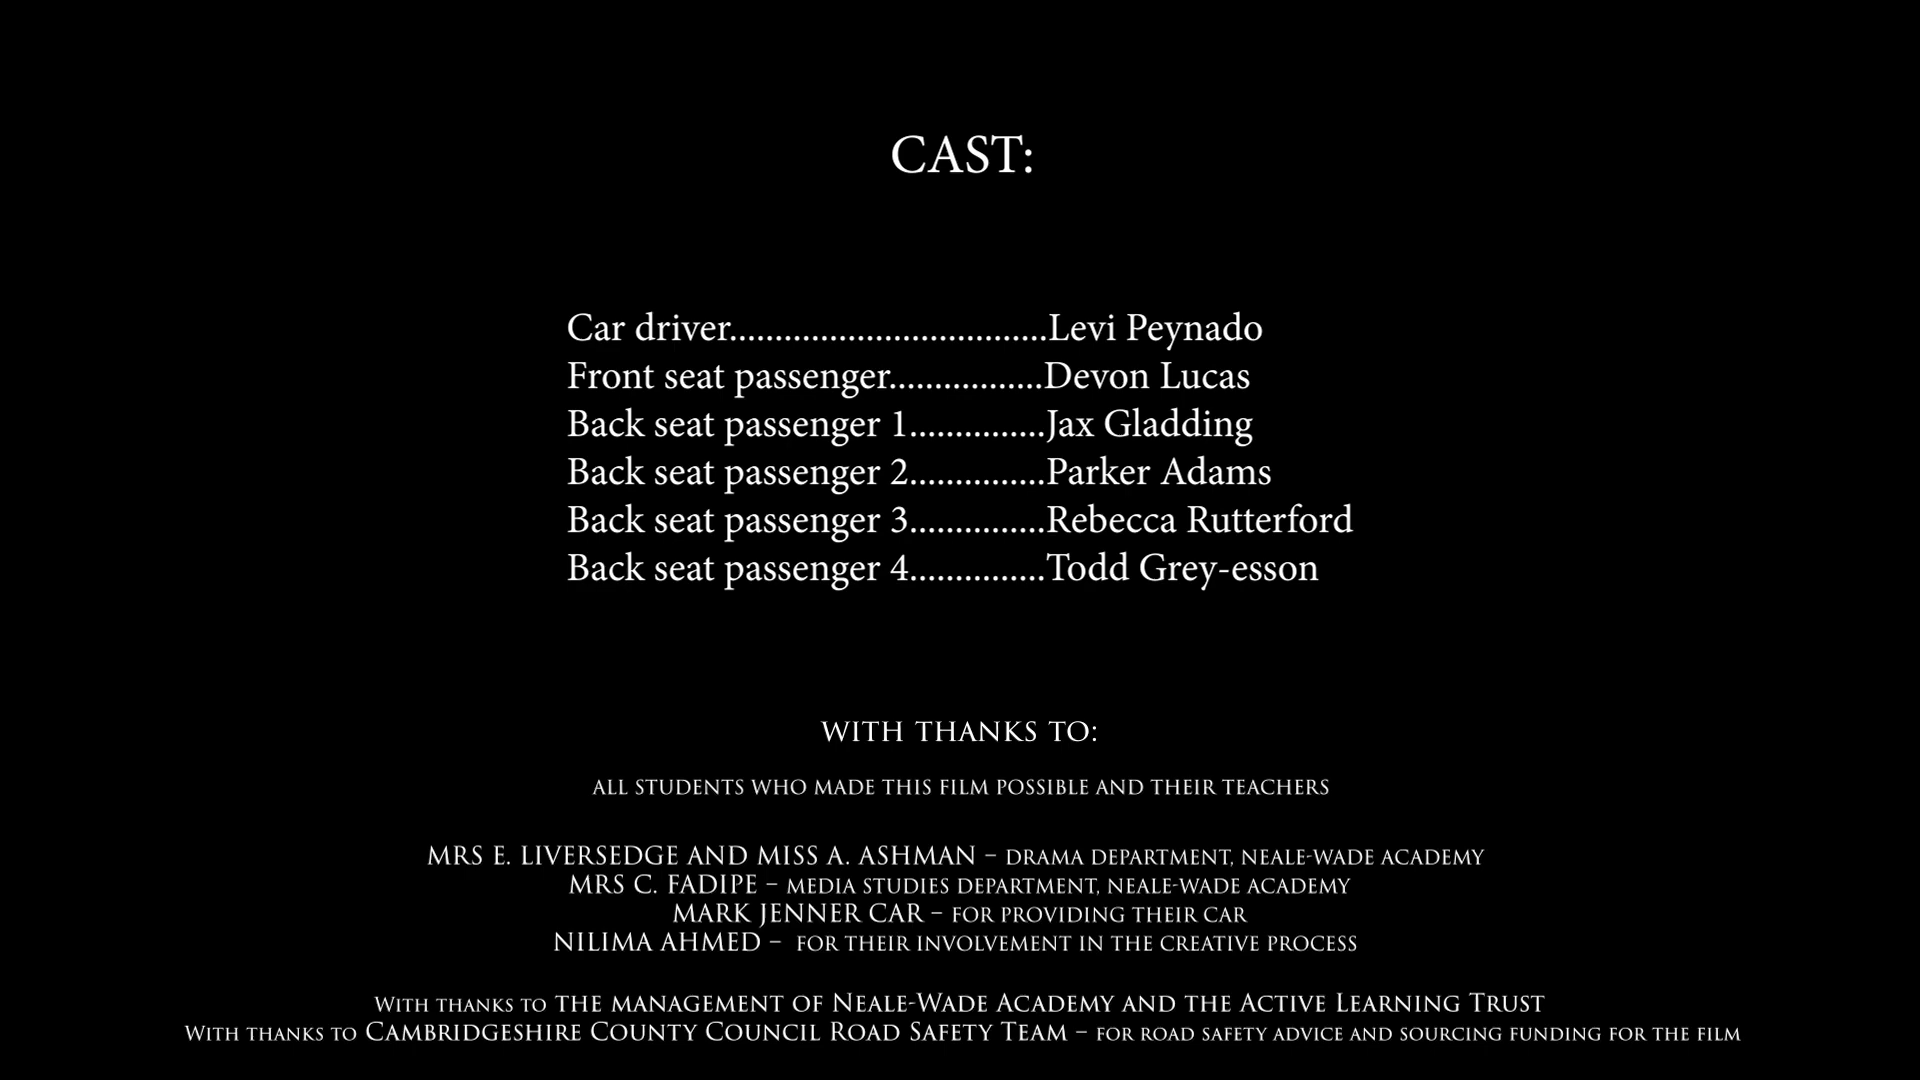 CAST:
Car driver...................................Levi Peynado
Front seat passenger.................Devon Lucas
Back seat passenger 1...............Jax Gladding
Back seat passenger 2...............Parker Adams
Back seat passenger 3...............Rebecca Rutterford
Back seat passenger 4...............Todd Grey-esson
WITH THANKS TO:
ALL STUDENTS WHO MADE THIS FILM POSSIBLE AND THEIR TEACHERS
MRS E. LIVERSEDGE AND MISS A. ASHMAN – DRAMA DEPARTMENT, NEALE-WADE ACADEMY
MRS C. FADIPE – MEDIA STUDIES DEPARTMENT, NEALE-WADE ACADEMY
MARK JENNER CAR – FOR PROVIDING THEIR CAR
NILIMA AHMED – FOR THEIR INVOLVEMENT IN THE CREATIVE PROCESS
WITH THANKS TO THE MANAGEMENT OF NEALE-WADE ACADEMY AND THE ACTIVE LEARNING TRUST
WITH THANKS TO CAMBRIDGESHIRE COUNTY COUNCIL ROAD SAFETY TEAM – FOR ROAD SAFETY ADVICE AND SOURCING FUNDING FOR THE FILM